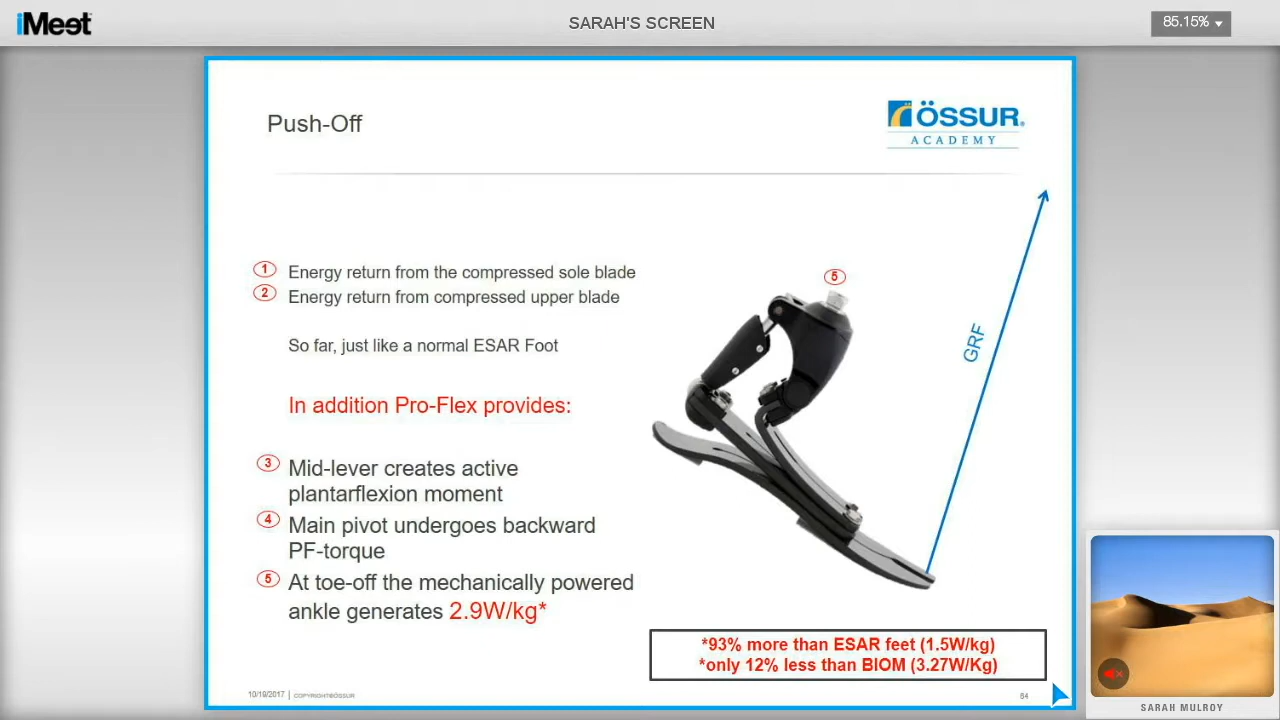 iMeet
SARAH'S SCREEN
85.15%
Push-Off
ÖSSUR®
ACADEMY
1 Energy return from the compressed sole blade
2 Energy return from compressed upper blade
So far, just like a normal ESAR Foot
In addition Pro-Flex provides:
3 Mid-lever creates active
plantarflexion moment
4 Main pivot undergoes backward
PF-torque
5 At toe-off the mechanically powered
ankle generates 2.9W/kg*
5
GRF
*93% more than ESAR feet (1.5W/kg)
*only 12% less than BIOM (3.27W/Kg)
10/19/2017 | COPYRIGHT©ÖSSUR
84
SARAH MULROY